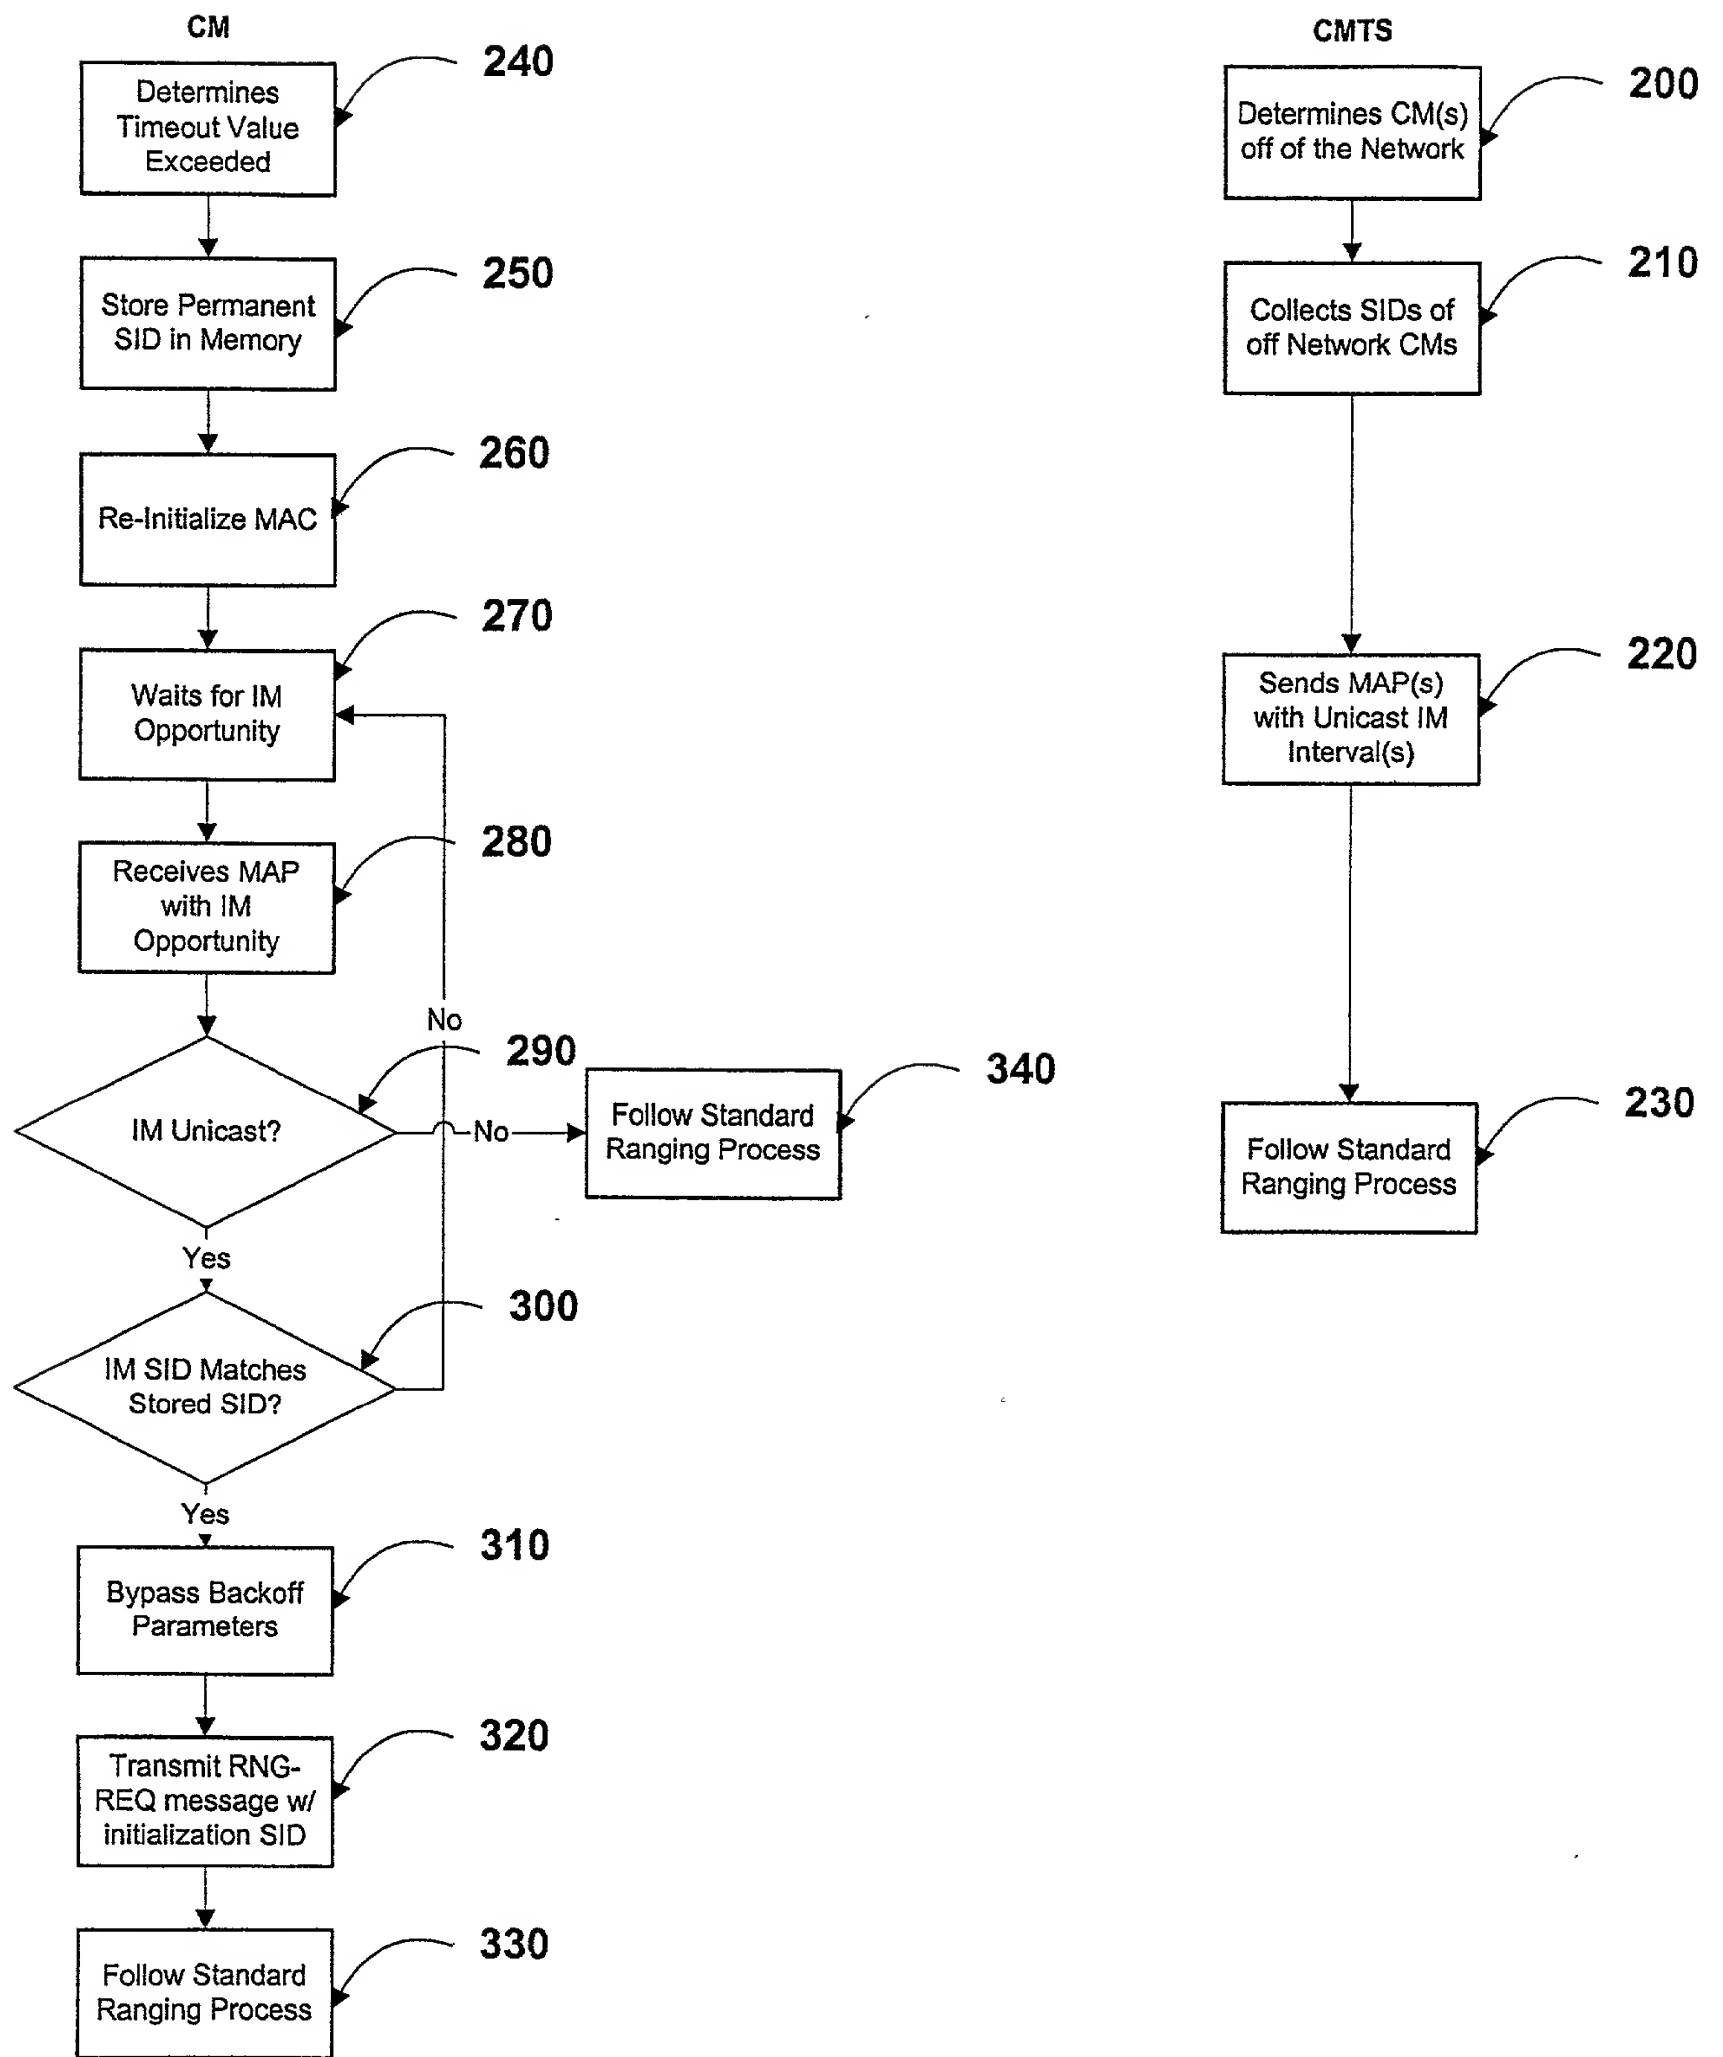 CM
240
Determines
Timeout Value
Exceeded
250
Store Permanent
SID in Memory
260
Re-Initialize MAC
270
Waits for IM
Opportunity
280
Receives MAP
with IM
Opportunity
No
290
IM Unicast?
No
340
Follow Standard
Ranging Process
Yes
300
IM SID Matches
Stored SID?
Yes
310
Bypass Backoff
Parameters
320
Transmit RNG-
REQ message w/
initialization SID
330
Follow Standard
Ranging Process
CMTS
200
Determines CM(s)
off of the Network
210
Collects SIDs of
off Network CMs
220
Sends MAP(s)
with Unicast IM
Interval(s)
230
Follow Standard
Ranging Process